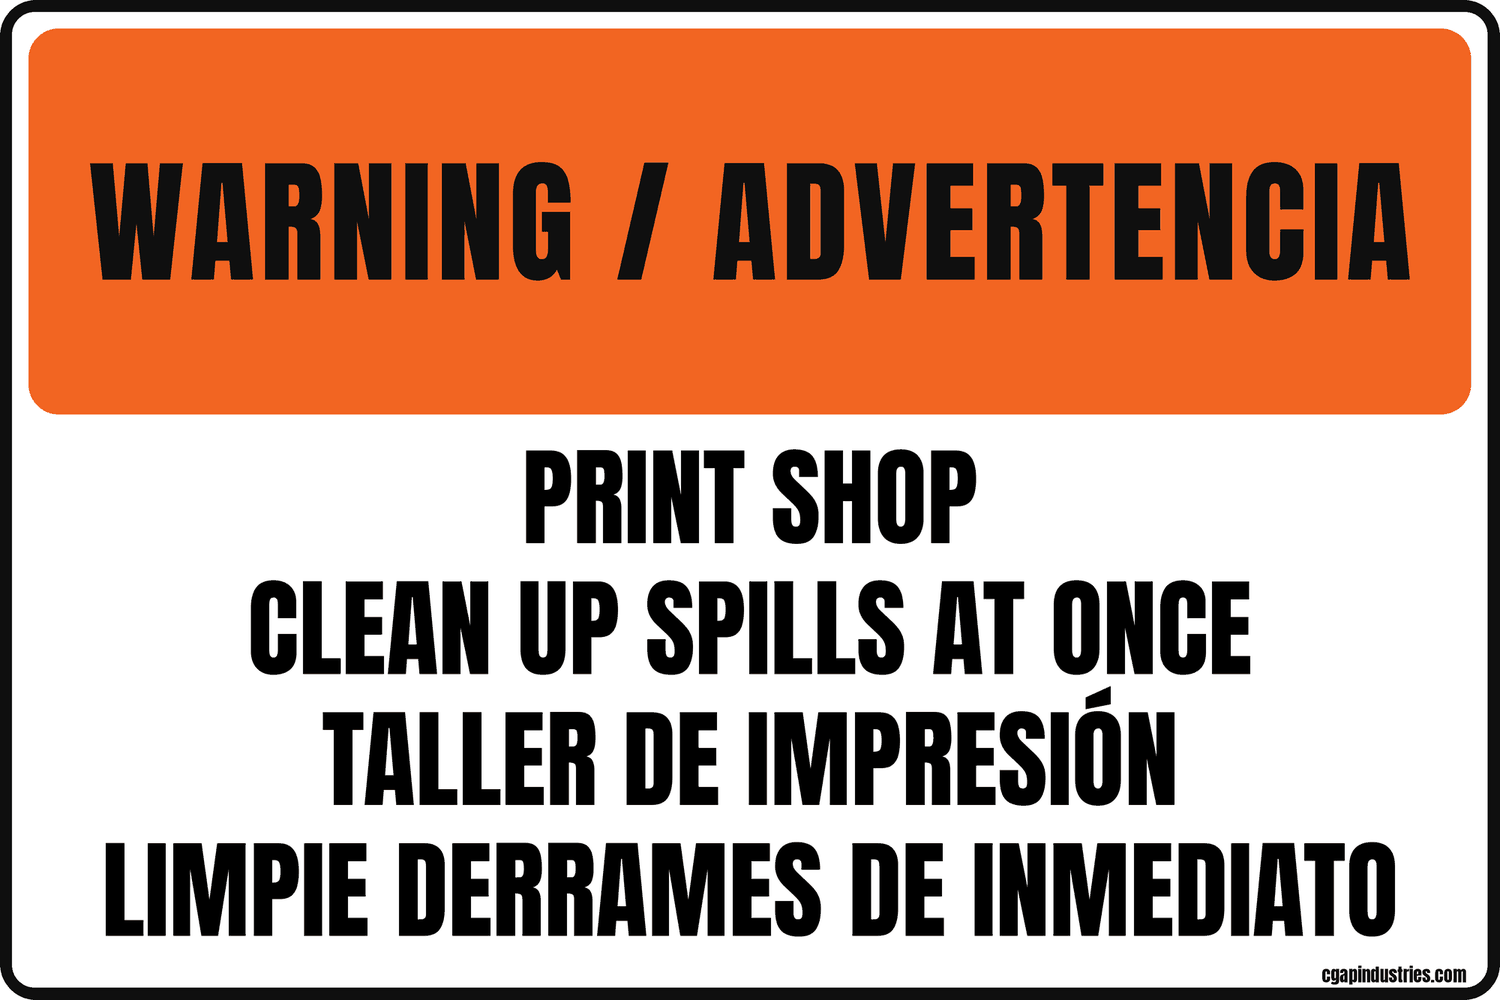 WARNING / ADVERTENCIA
PRINT SHOP
CLEAN UP SPILLS AT ONCE
TALLER DE IMPRESIÓN
LIMPIE DERRAMES DE INMEDIATO
cgapindustries.com